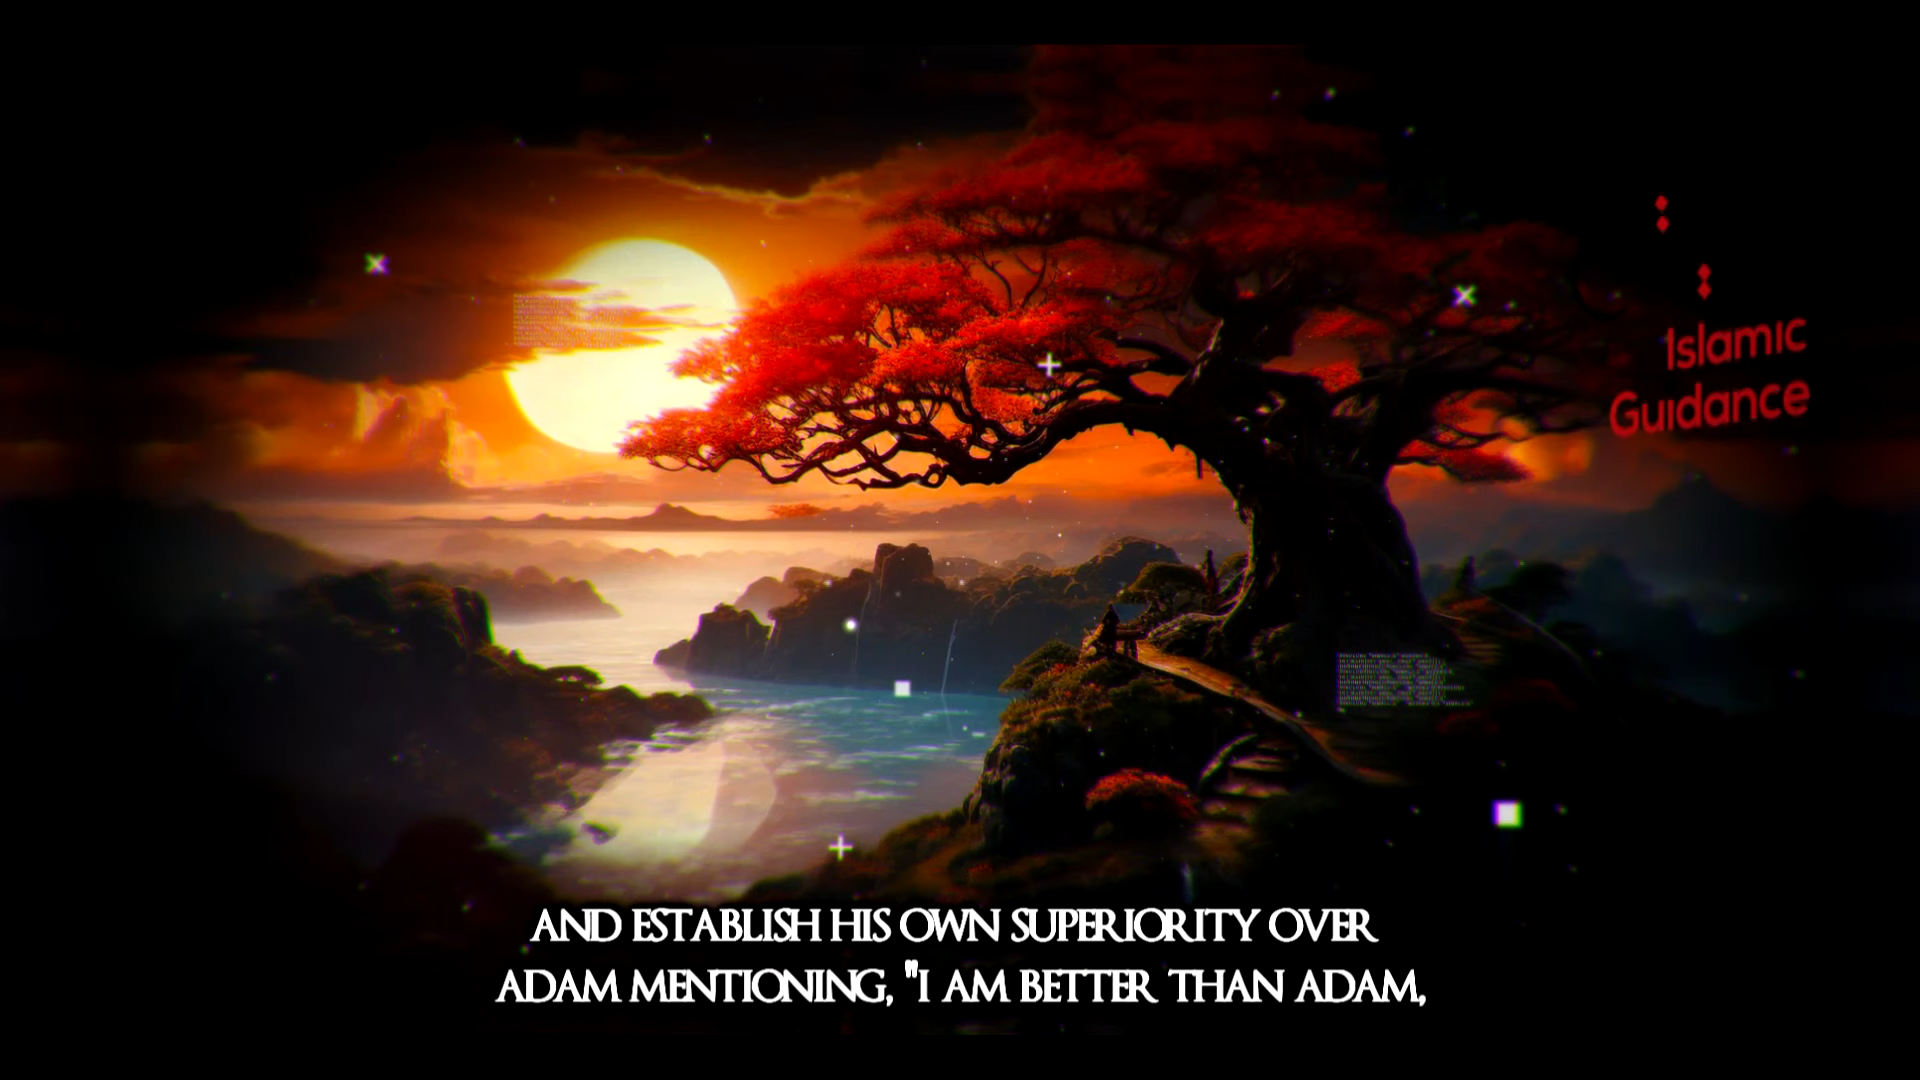 Islamic
Guidance
AND ESTABLISH HIS OWN SUPERIORITY OVER
ADAM MENTIONING, "I AM BETTER THAN ADAM,